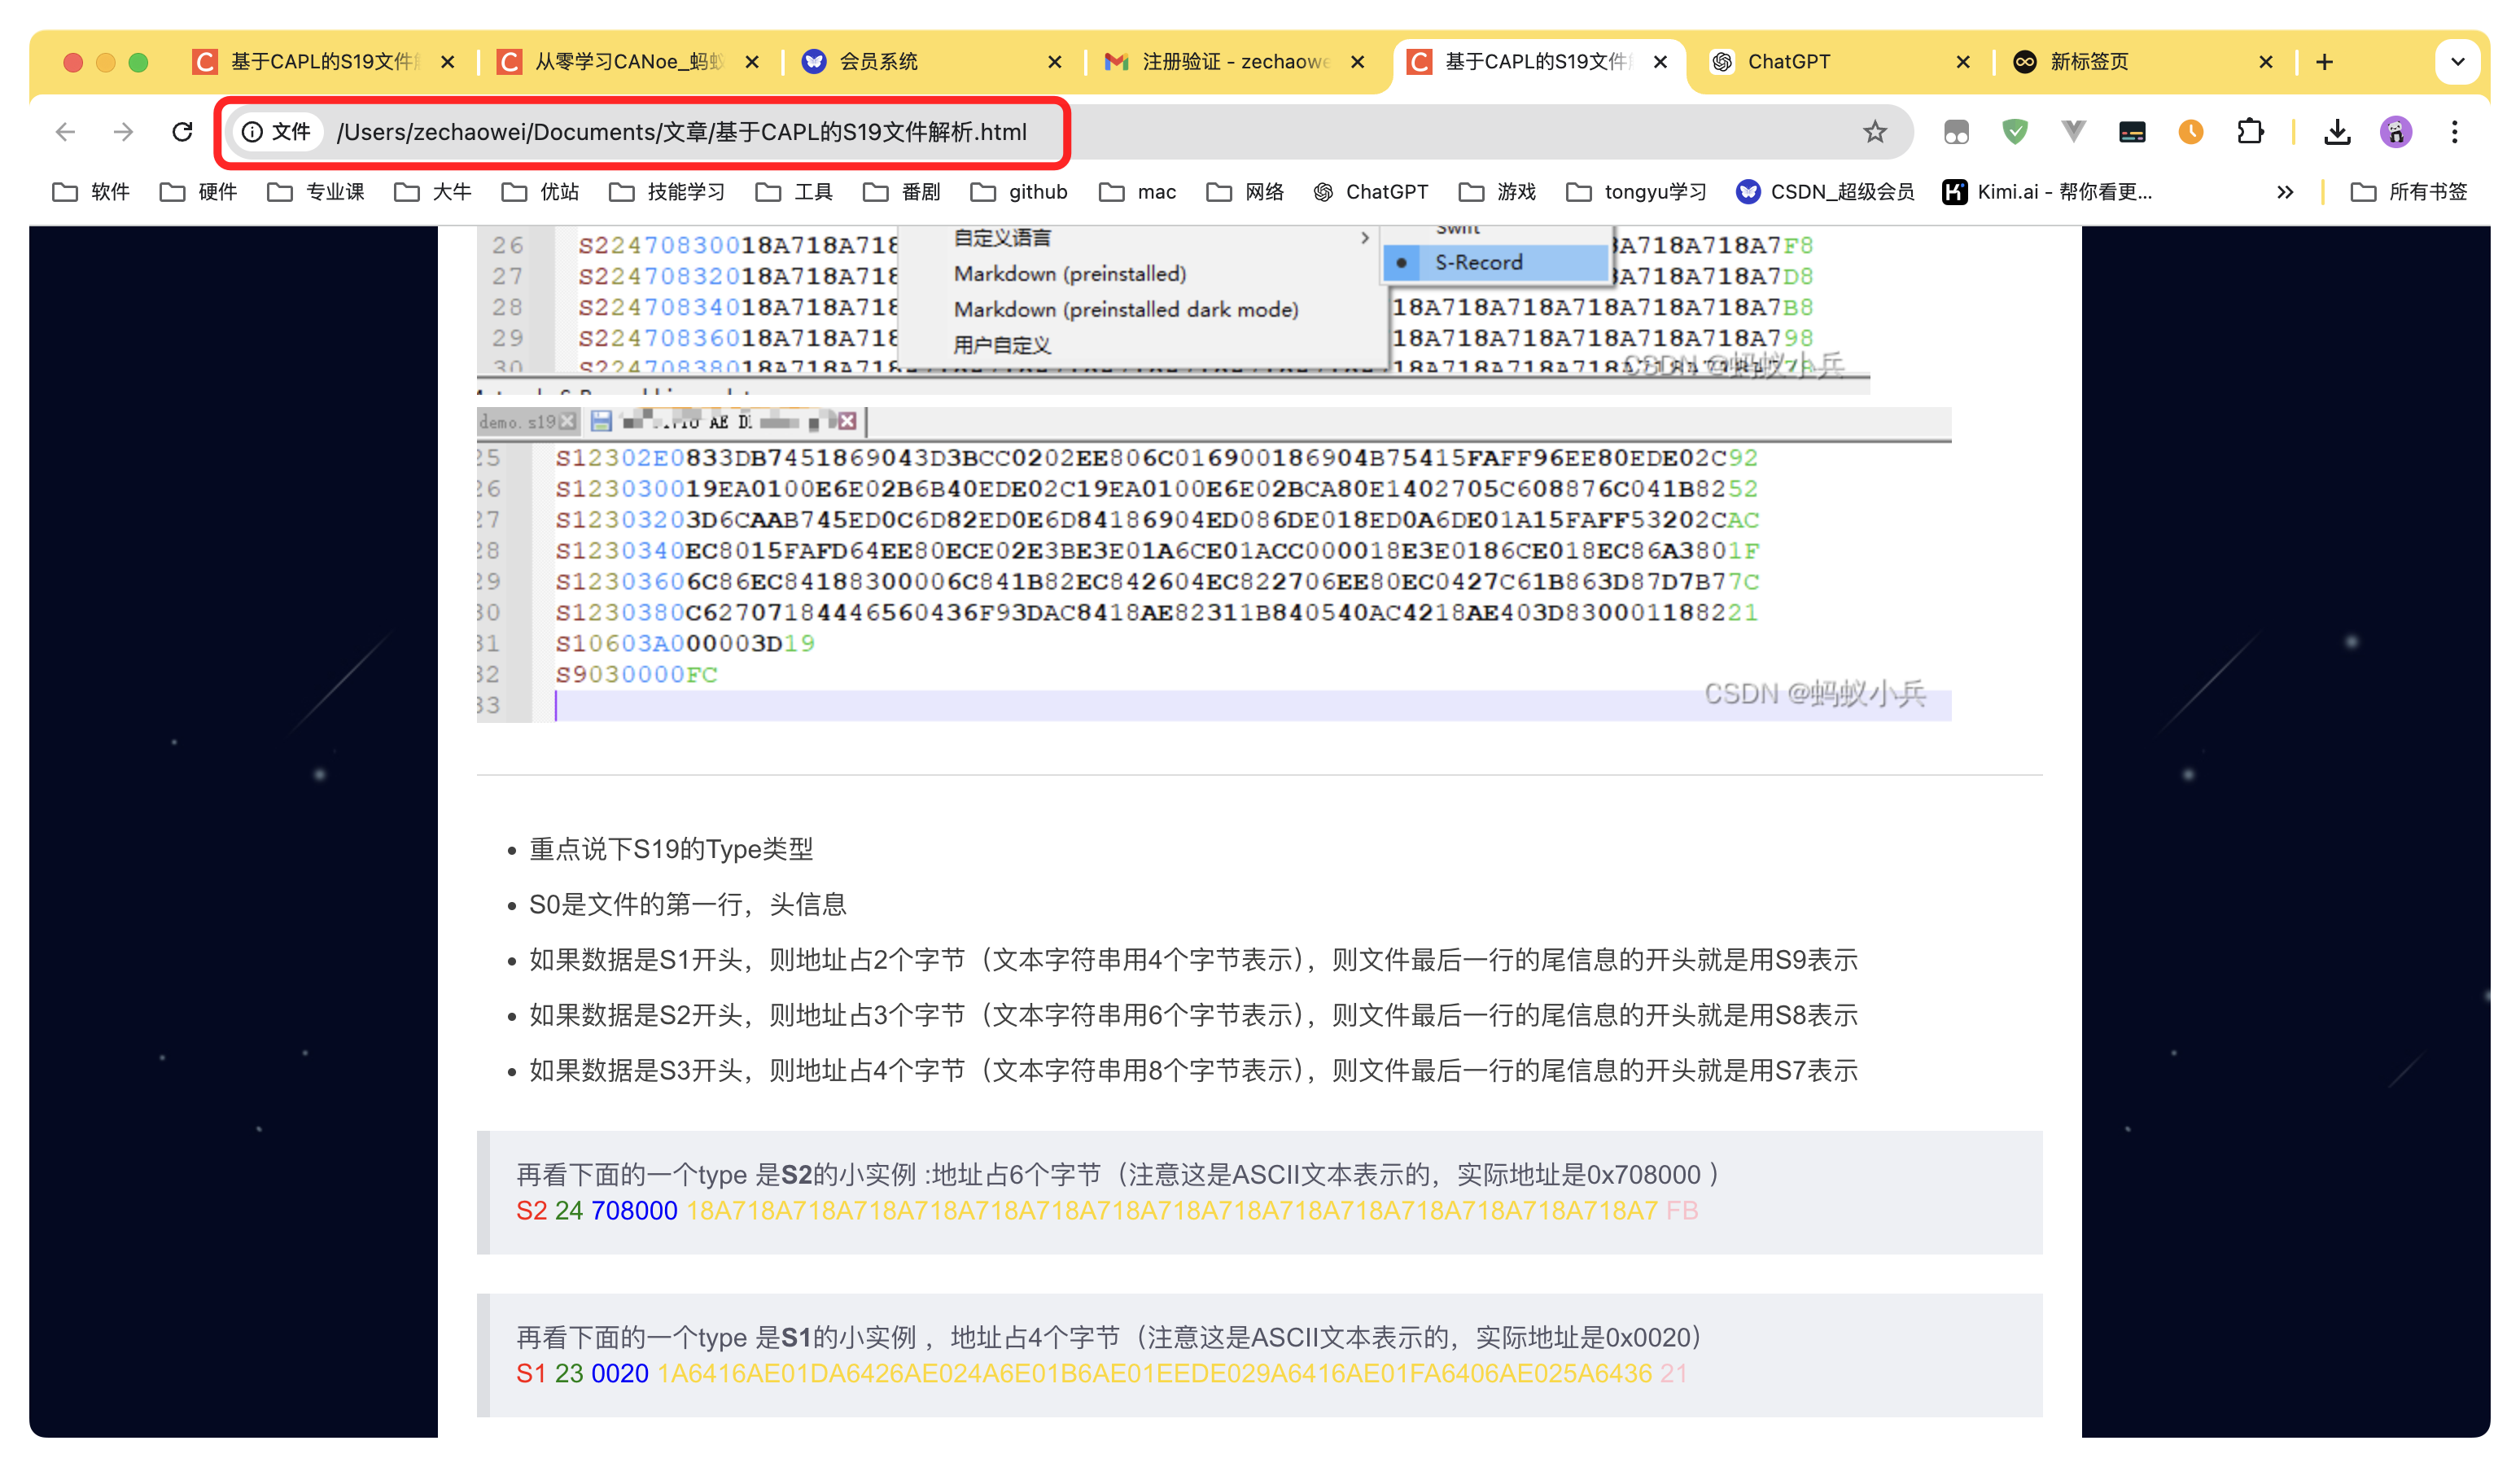 基于CAPL的S19文件
从零学习CANoe_蚂蚁
会员系统
注册验证 - zechaowe
基于CAPL的S19文件
ChatGPT
新标签页
文件 /Users/zechaowei/Documents/文章/基于CAPL的S19文件解析.html
软件 硬件 专业课 大牛 优站 技能学习 工具 番剧 github mac 网络 ChatGPT 游戏 tongyu学习 CSDN_超级会员 Kimi.ai - 帮你看更... 所有书签
26 S22470830018A718A718 自定义语言 Swift 8A718A718A7F8
27 S22470832018A718A718 Markdown (preinstalled) S-Record 8A718A718A7D8
28 S22470834018A718A718 Markdown (preinstalled dark mode) 18A718A718A718A718A718A7B8
29 S22470836018A718A718 用户自定义 18A718A718A718A718A718A798
30 S22470838018A718A718
CSDN @蚂蚁小兵
demo.s19
25 S12302E0833DB7451869043D3BCC0202EE806C016900186904B75415FAFF96EE80EDE02C92
26 S123030019EA0100E6E02B6B40EDE02C19EA0100E6E02BCA80E1402705C608876C041B8252
27 S12303203D6CAAB745ED0C6D82ED0E6D84186904ED086DE018ED0A6DE01A15FAFF53202CAC
28 S1230340EC8015FAFD64EE80ECE02E3BE3E01A6CE01ACC000018E3E0186CE018EC86A3801F
29 S12303606C86EC84188300006C841B82EC842604EC822706EE80EC0427C61B863D87D7B77C
30 S1230380C62707184446560436F93DAC8418AE82311B840540AC4218AE403D830001188221
31 S10603A000003D19
32 S9030000FC
33
CSDN @蚂蚁小兵
重点说下S19的Type类型
S0是文件的第一行，头信息
如果数据是S1开头，则地址占2个字节（文本字符串用4个字节表示），则文件最后一行的尾信息的开头就是用S9表示
如果数据是S2开头，则地址占3个字节（文本字符串用6个字节表示），则文件最后一行的尾信息的开头就是用S8表示
如果数据是S3开头，则地址占4个字节（文本字符串用8个字节表示），则文件最后一行的尾信息的开头就是用S7表示
再看下面的一个type 是S2的小实例 :地址占6个字节（注意这是ASCII文本表示的，实际地址是0x708000 ）
S2 24 708000 18A718A718A718A718A718A718A718A718A718A718A718A718A718A718A718A7 FB
再看下面的一个type 是S1的小实例 ，地址占4个字节（注意这是ASCII文本表示的，实际地址是0x0020）
S1 23 0020 1A6416AE01DA6426AE024A6E01B6AE01EEDE029A6416AE01FA6406AE025A6436 21